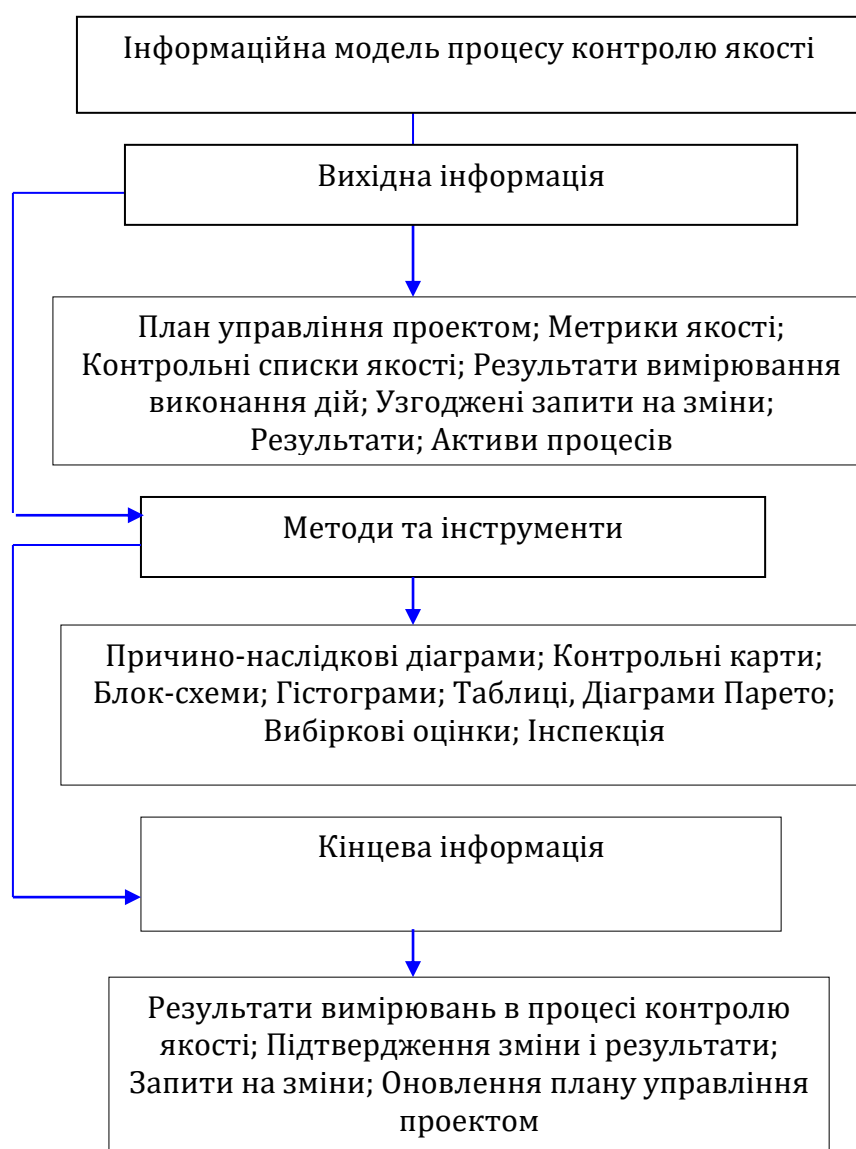 Інформаційна модель процесу контролю якості
Вихідна інформація
План управління проектом; Метрики якості;
Контрольні списки якості; Результати вимірювання
виконання дій; Узгоджені запити на зміни;
Результати; Активи процесів
Методи та інструменти
Причино-наслідкові діаграми; Контрольні карти;
Блок-схеми; Гістограми; Таблиці, Діаграми Парето;
Вибіркові оцінки; Інспекція
Кінцева інформація
Результати вимірювань в процесі контролю
якості; Підтвердження зміни і результати;
Запити на зміни; Оновлення плану управління
проектом